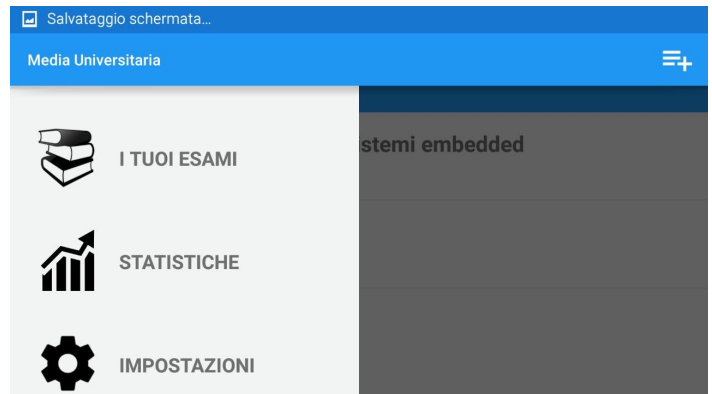 Salvataggio schermata...
Media Universitaria
I TUOI ESAMI
stemi embedded
STATISTICHE
IMPOSTAZIONI